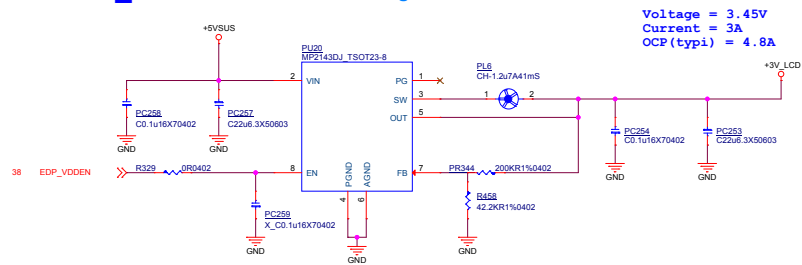 Voltage = 3.45V
Current = 3A
OCP(typi) = 4.8A
+5VSUS
+3V_LCD
PU20
MP2143DJ_TSOT23-8
PL6
CH-1.2u7A41mS
2 VIN
PG 1
SW 3
1 2
OUT 5
PC258
C0.1u16X70402
PC257
C22u6.3X50603
PC254
C0.1u16X70402
PC253
C22u6.3X50603
GND
GND
GND
GND
38 EDP_VDDEN
R329 0R0402
8 EN
FB 7
PR344 200KR1%0402
PGND
AGND
4
6
R458
42.2KR1%0402
PC259
X_C0.1u16X70402
GND
GND
GND